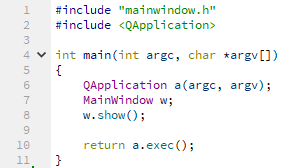 1 #include "mainwindow.h"
2 #include <QApplication>
3
4 int main(int argc, char *argv[])
5 {
6     QApplication a(argc, argv);
7     MainWindow w;
8     w.show();
9
10     return a.exec();
11 }